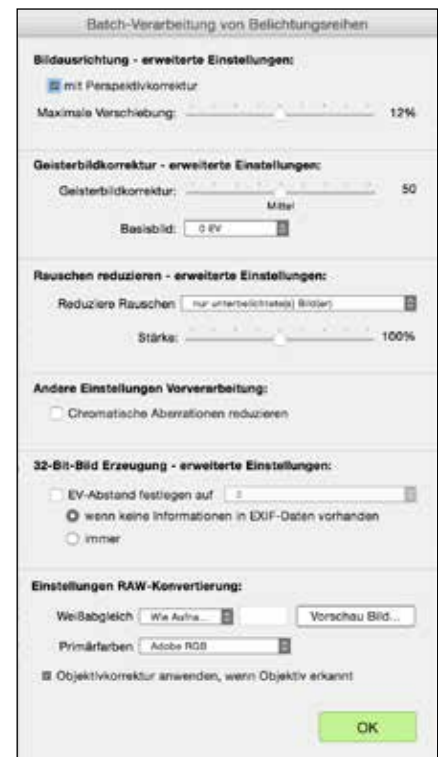 Batch-Verarbeitung von Belichtungsreihen
Bildausrichtung - erweiterte Einstellungen:
mit Perspektivkorrektur
Maximale Verschiebung: 12%
Geisterbildkorrektur - erweiterte Einstellungen:
Geisterbildkorrektur: 50
Mittel
Basisbild: 0 EV
Rauschen reduzieren - erweiterte Einstellungen:
Reduziere Rauschen nur unterbelichtete(s) Bild(er)
Stärke: 100%
Andere Einstellungen Vorverarbeitung:
Chromatische Aberrationen reduzieren
32-Bit-Bild Erzeugung - erweiterte Einstellungen:
EV-Abstand festlegen auf
wenn keine Informationen in EXIF-Daten vorhanden
immer
Einstellungen RAW-Konvertierung:
Weißabgleich Wie Aufna... Vorschau Bild...
Primärfarben Adobe RGB
Objektivkorrektur anwenden, wenn Objektiv erkannt
OK